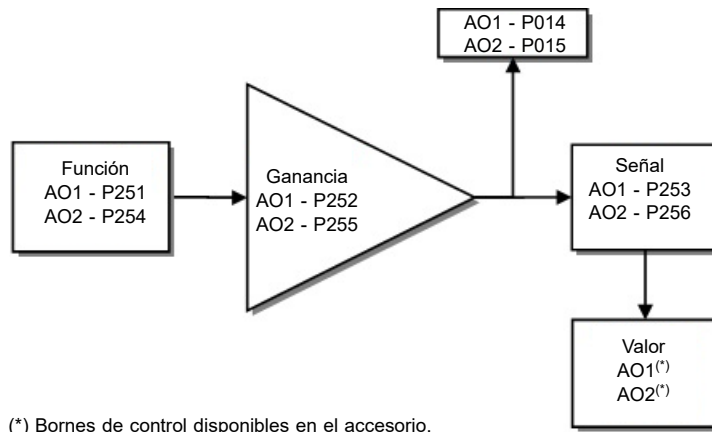 AO1 - P014
AO2 - P015
Función
AO1 - P251
AO2 - P254
Ganancia
AO1 - P252
AO2 - P255
Señal
AO1 - P253
AO2 - P256
Valor
AO1(*)
AO2(*)
(*) Bornes de control disponibles en el accesorio.